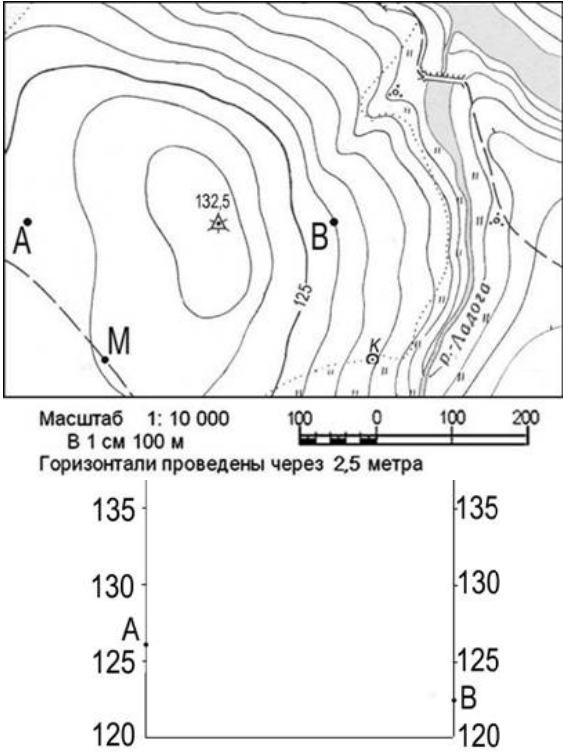 132,5
A
B
125
M
К
р. Ладога
Масштаб 1: 10 000
В 1 см 100 м
100 0 100 200
Горизонтали проведены через 2,5 метра
135 135
130 130
A
125 125
B
120 120